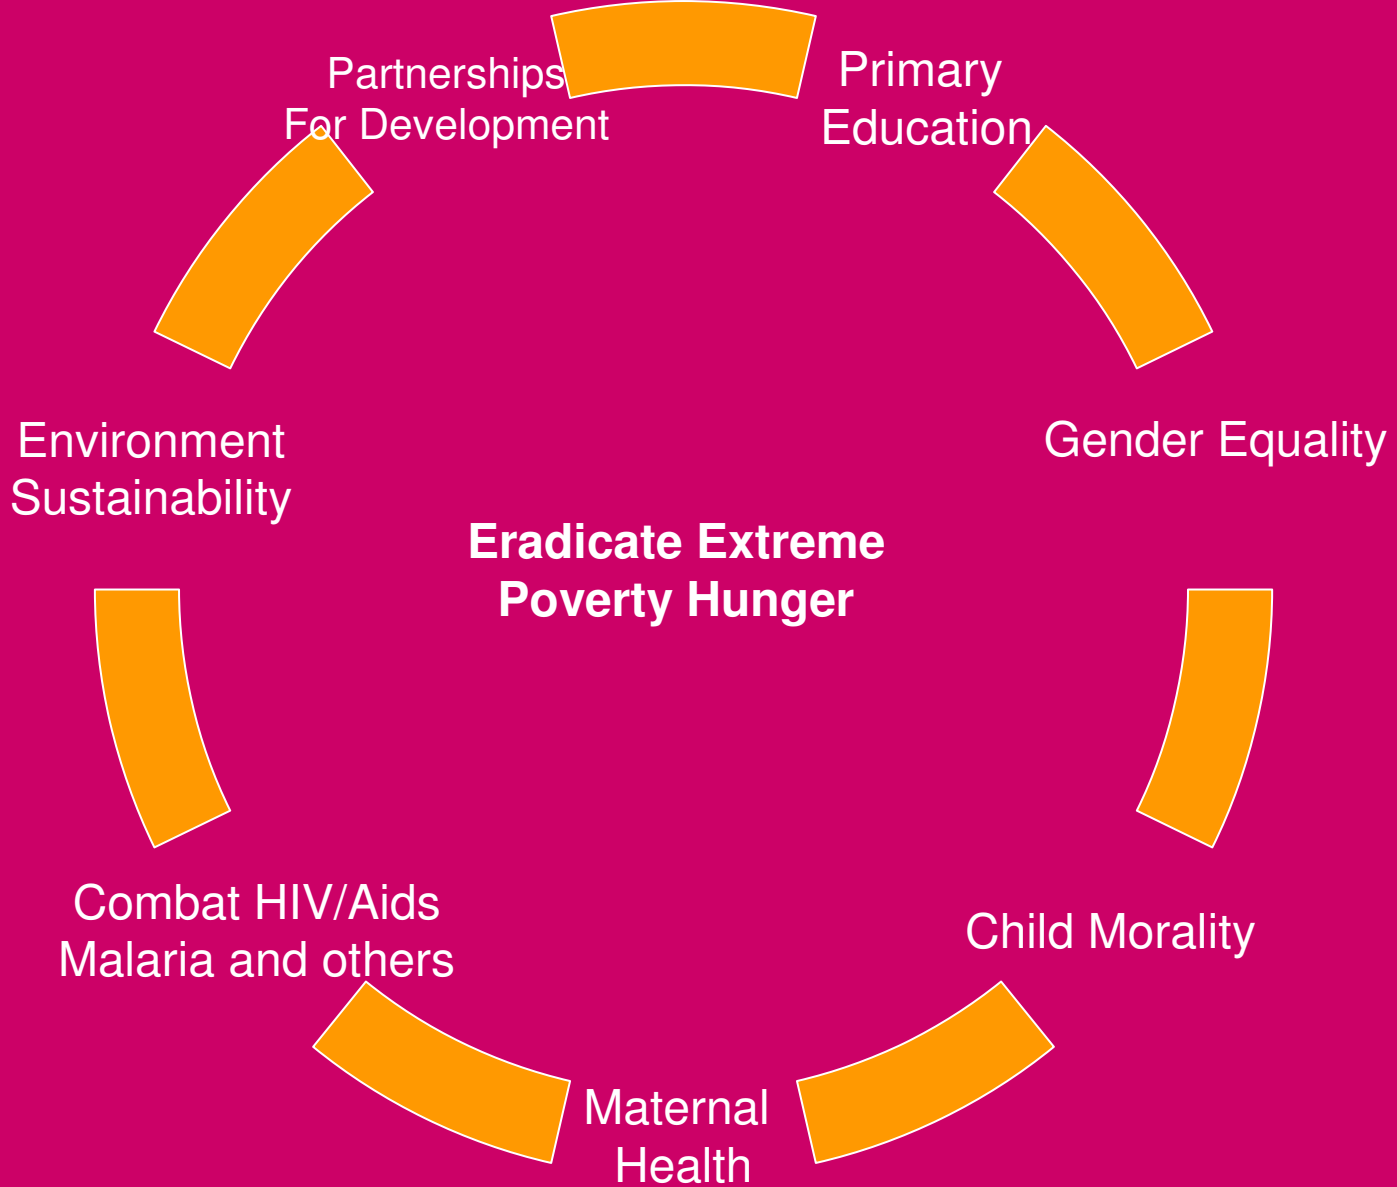 Partnerships
For Development
Primary
Education
Environment
Sustainability
Gender Equality
Eradicate Extreme
Poverty Hunger
Combat HIV/Aids
Malaria and others
Child Morality
Maternal
Health